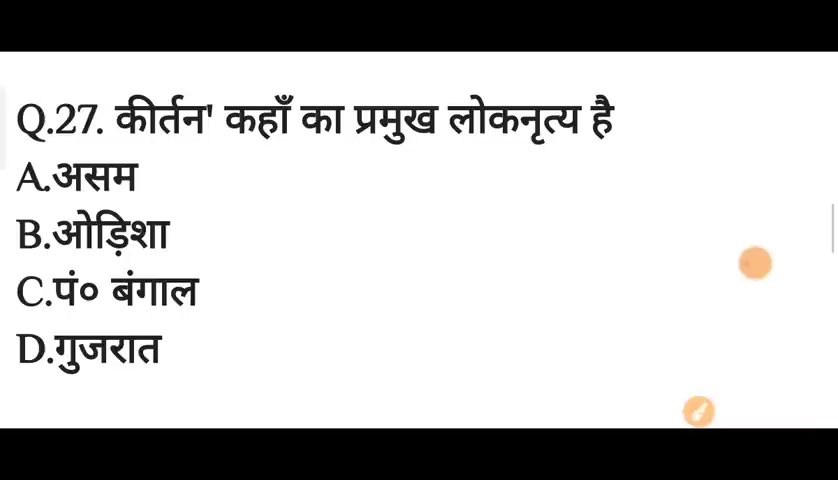 Q.27. कीर्तन' कहाँ का प्रमुख लोकनृत्य है
A.असम
B.ओड़िशा
C.पं० बंगाल
D.गुजरात